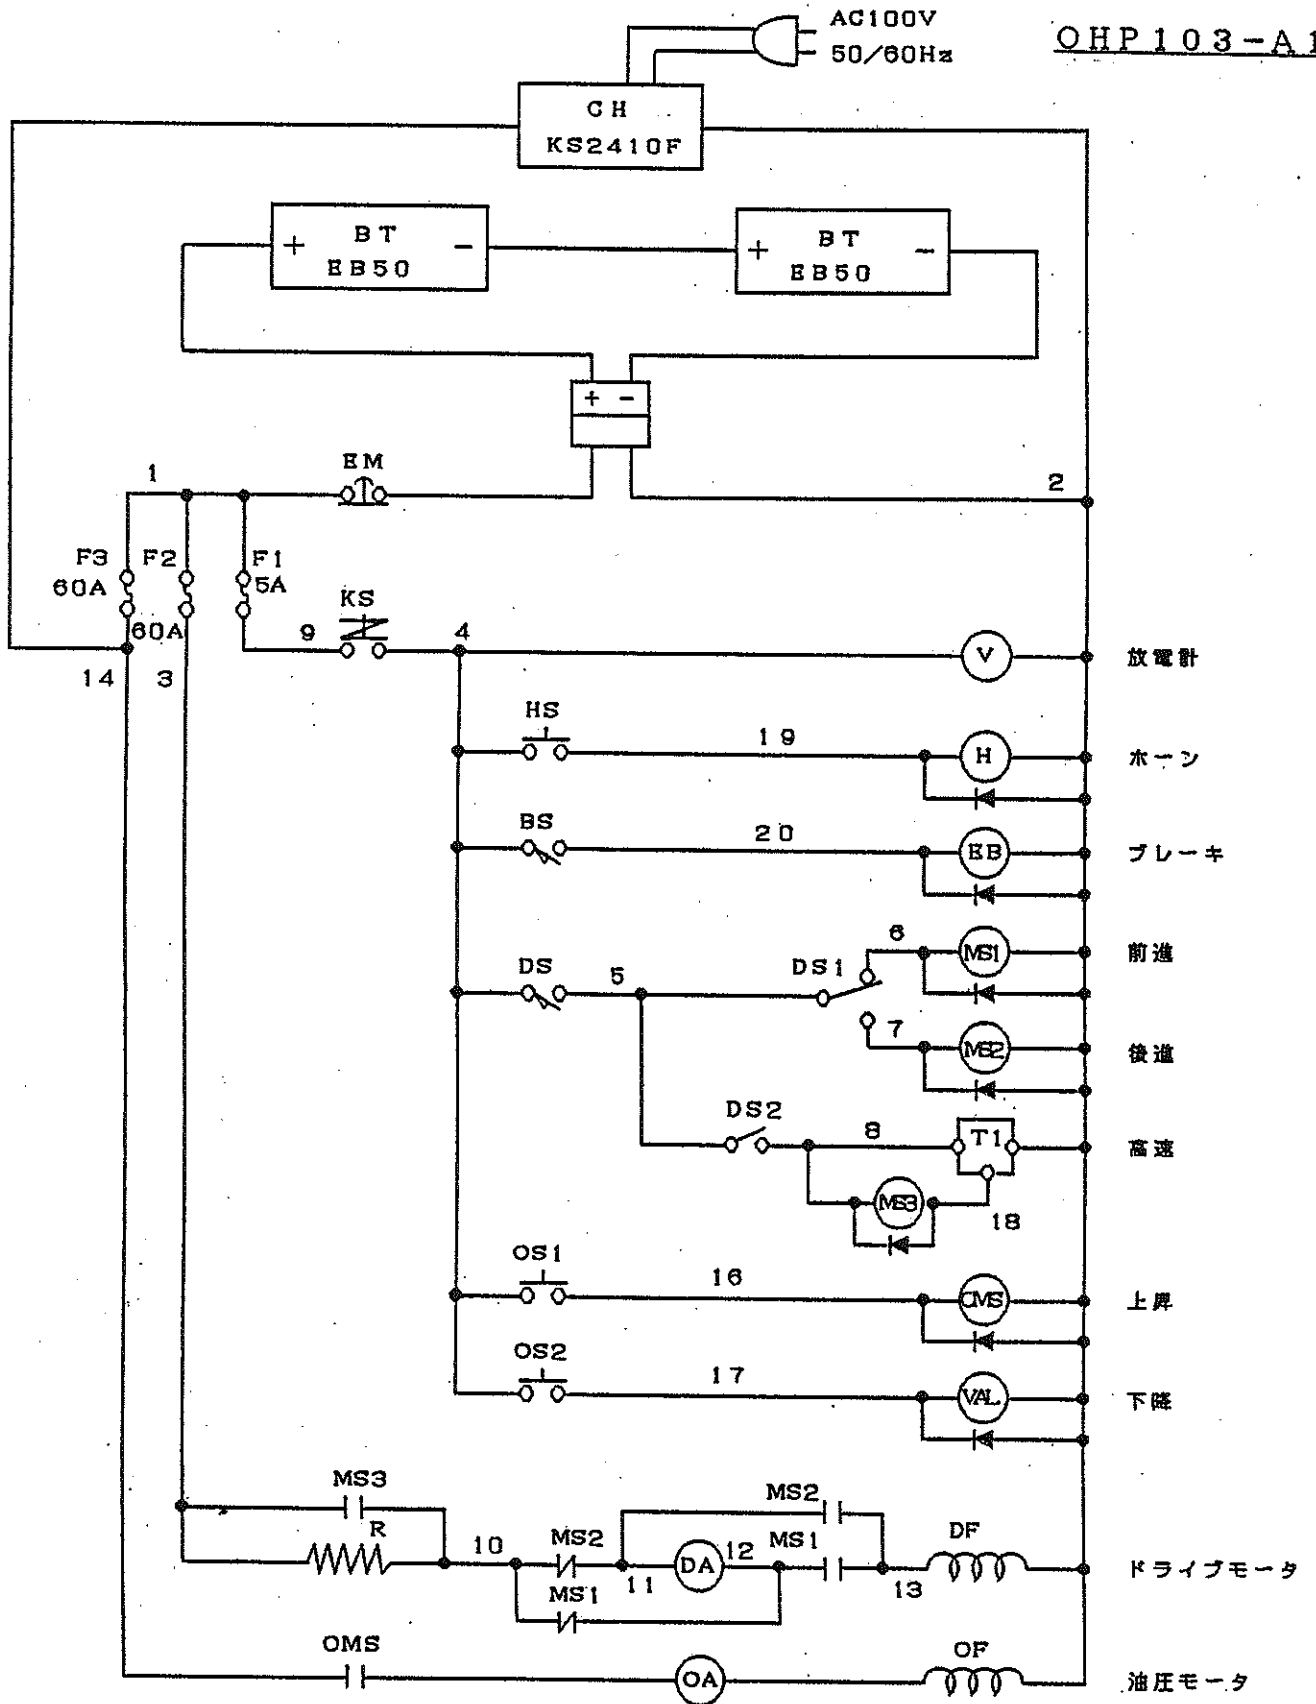 AC100V
50/60Hz
OHP103-A1
CH
KS2410F
+ BT -
EB50
+ BT -
EB50
+ -
EM
1
2
F3
60A
F2
60A
F1
5A
KS
9
4
14
3
V
放電計
HS
19
H
ホーン
BS
20
EB
ブレーキ
DS
5
DS1
6
MS1
前進
7
MS2
後進
DS2
8
T1
高速
MS3
18
OS1
16
OMS
上昇
OS2
17
VAL
下降
MS3
R
10
MS2
MS1
11
DA
12
MS2
MS1
13
DF
ドライブモータ
OMS
OA
OF
油圧モータ